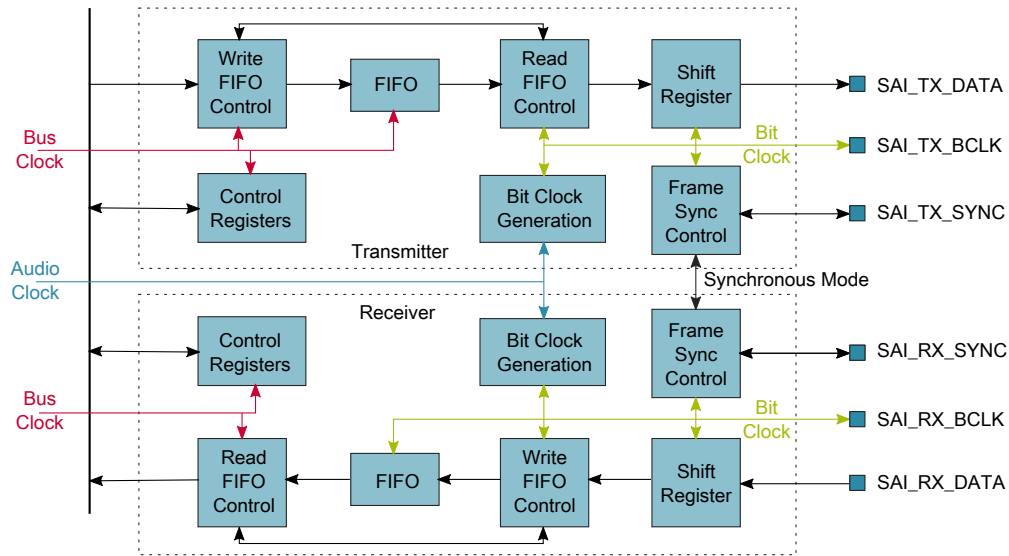 Write
FIFO
Control
FIFO
Read
FIFO
Control
Shift
Register
SAI_TX_DATA
Bus
Clock
Bit
Clock
SAI_TX_BCLK
Control
Registers
Bit Clock
Generation
Frame
Sync
Control
SAI_TX_SYNC
Transmitter
Audio
Clock
Synchronous Mode
Receiver
Control
Registers
Bit Clock
Generation
Frame
Sync
Control
SAI_RX_SYNC
Bus
Clock
Bit
Clock
SAI_RX_BCLK
Read
FIFO
Control
FIFO
Write
FIFO
Control
Shift
Register
SAI_RX_DATA